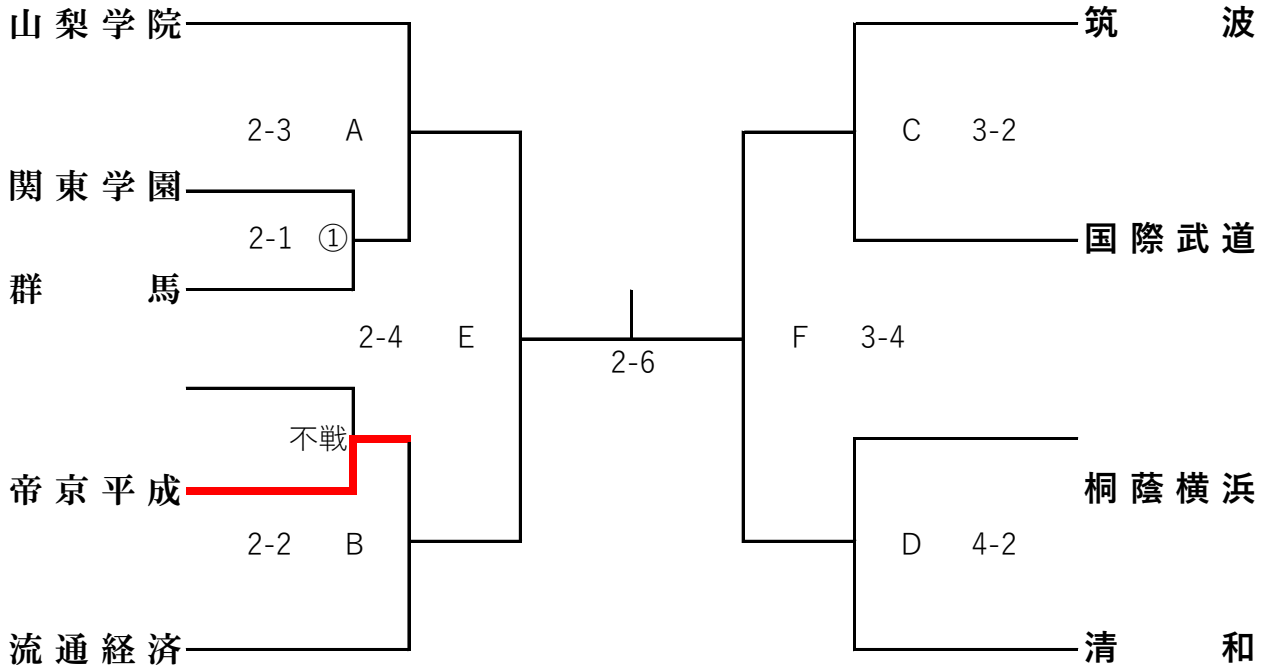 山梨学院
筑波
2-3 A
C 3-2
関東学園
2-1 ①
国際武道
群馬
2-4 E
F 3-4
2-6
不戦
帝京平成
桐蔭横浜
2-2 B
D 4-2
流通経済
清和